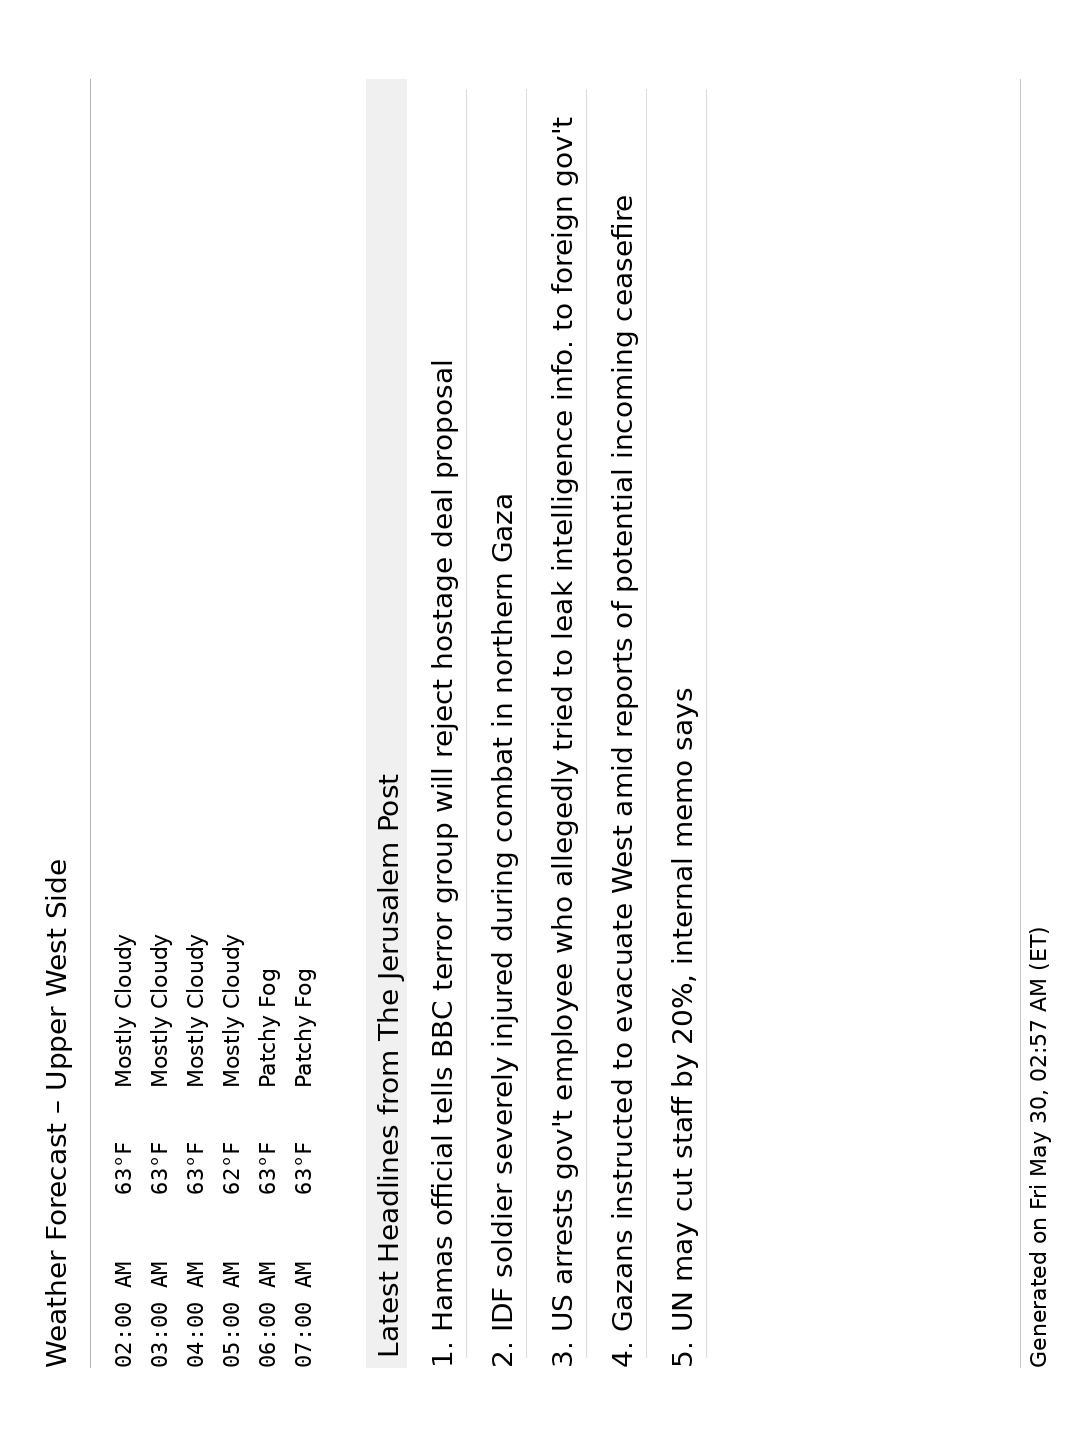 Weather Forecast – Upper West Side
02:00 AM 63°F Mostly Cloudy
03:00 AM 63°F Mostly Cloudy
04:00 AM 63°F Mostly Cloudy
05:00 AM 62°F Mostly Cloudy
06:00 AM 63°F Patchy Fog
07:00 AM 63°F Patchy Fog
Latest Headlines from The Jerusalem Post
1. Hamas official tells BBC terror group will reject hostage deal proposal
2. IDF soldier severely injured during combat in northern Gaza
3. US arrests gov't employee who allegedly tried to leak intelligence info. to foreign gov't
4. Gazans instructed to evacuate West amid reports of potential incoming ceasefire
5. UN may cut staff by 20%, internal memo says
Generated on Fri May 30, 02:57 AM (ET)